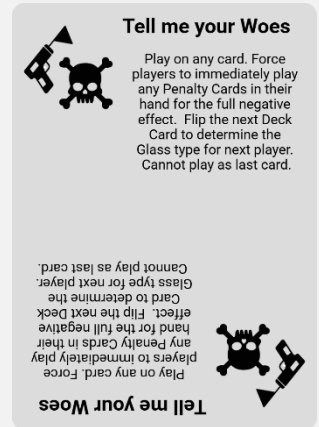 Tell me your Woes
Play on any card. Force
players to immediately play
any Penalty Cards in their
hand for the full negative
effect. Flip the next Deck
Card to determine the
Glass type for next player.
Cannot play as last card.
Tell me your Woes
Play on any card. Force
players to immediately play
any Penalty Cards in their
hand for the full negative
effect. Flip the next Deck
Card to determine the
Glass type for next player.
Cannot play as last card.